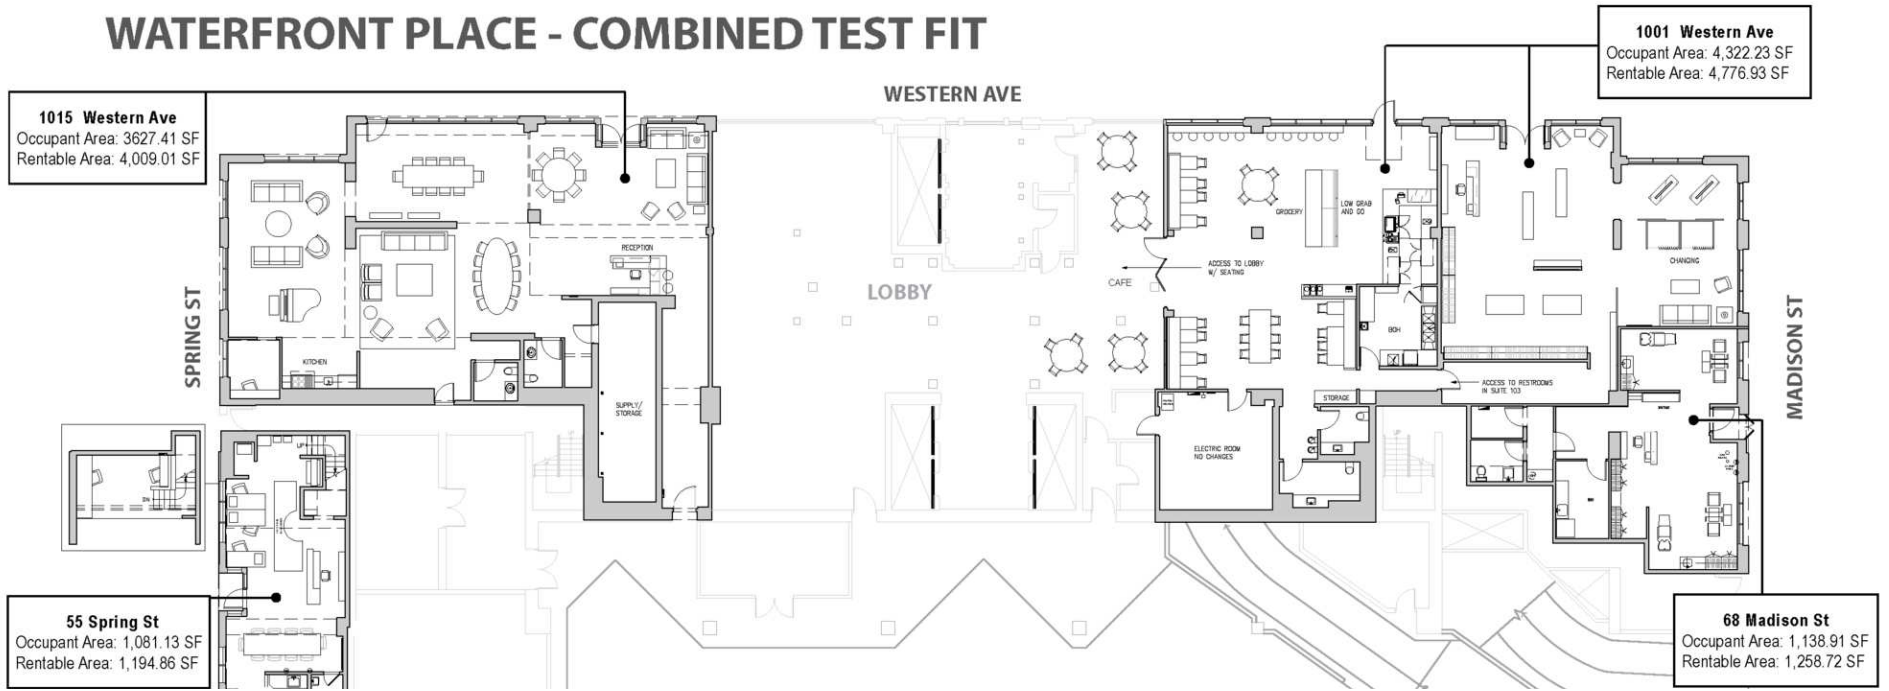 WATERFRONT PLACE - COMBINED TEST FIT
1001 Western Ave
Occupant Area: 4,322.23 SF
Rentable Area: 4,776.93 SF
WESTERN AVE
1015 Western Ave
Occupant Area: 3627.41 SF
Rentable Area: 4,009.01 SF
GROCERY
LOW GRAB
AND GO
RECEPTION
ACCESS TO LOBBY
W/ SEATING
CHANGING
CAFE
LOBBY
SPRING ST
MADISON ST
BOH
KITCHEN
ACCESS TO RESTROOMS
IN SUITE 103
STORAGE
SUPPLY/
STORAGE
UP
ELECTRIC ROOM
NO CHANGES
55 Spring St
Occupant Area: 1,081.13 SF
Rentable Area: 1,194.86 SF
68 Madison St
Occupant Area: 1,138.91 SF
Rentable Area: 1,258.72 SF